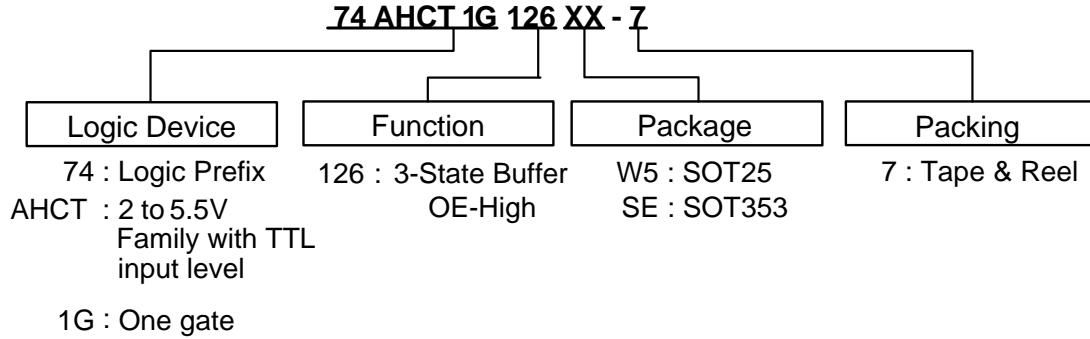 74 AHCT 1G 126 XX - 7
Logic Device
74 : Logic Prefix
AHCT : 2 to 5.5V
Family with TTL
input level
1G : One gate
Function
126 : 3-State Buffer
OE-High
Package
W5 : SOT25
SE : SOT353
Packing
7 : Tape & Reel